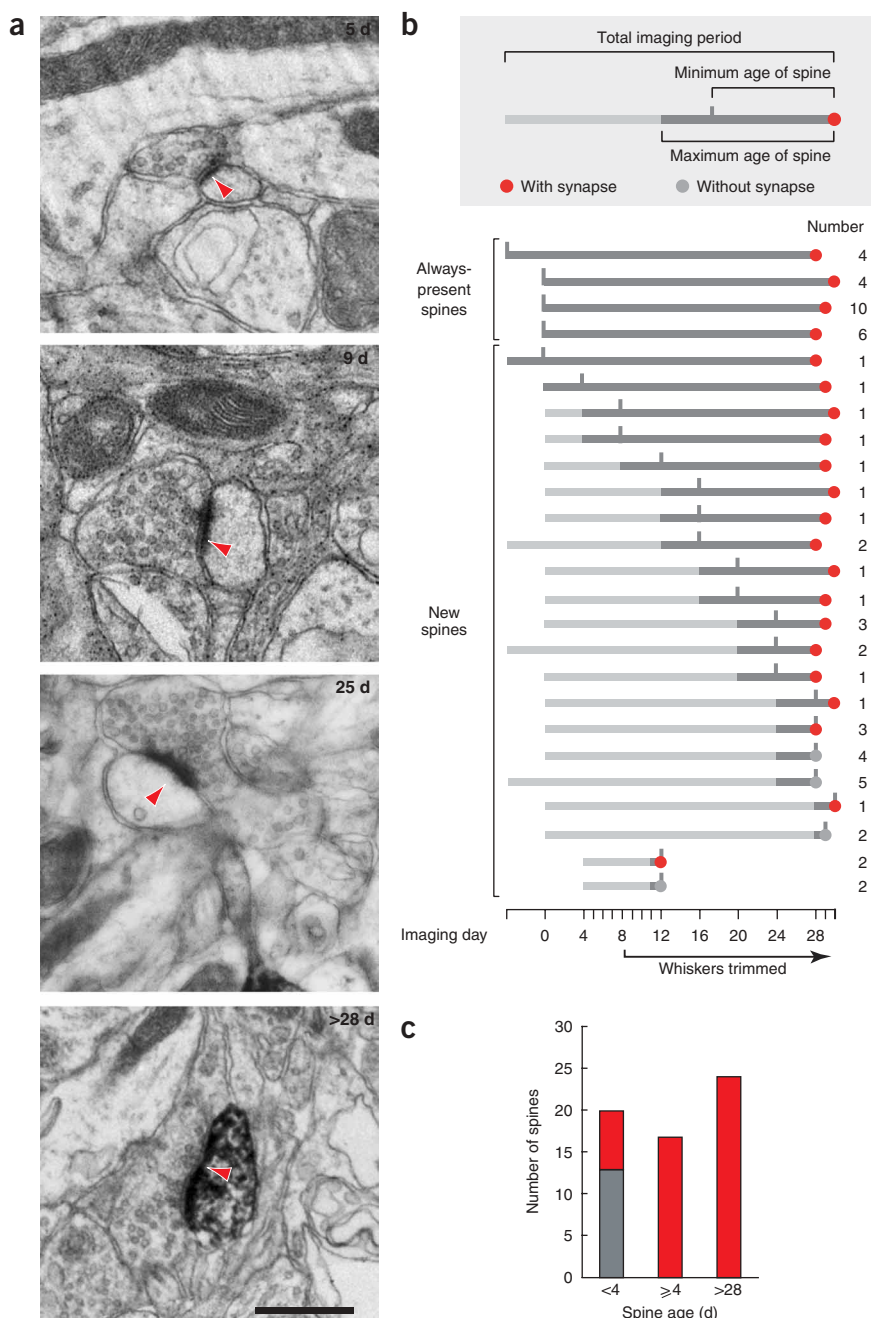 a
5 d
9 d
25 d
>28 d
b
Total imaging period
Minimum age of spine
Maximum age of spine
With synapse
Without synapse
Number
Always-
present
spines
4
4
10
6
New
spines
1
1
1
1
1
1
1
2
1
1
3
2
1
1
3
4
5
1
2
2
2
Imaging day
0 4 8 12 16 20 24 28
Whiskers trimmed
c
Number of spines
30
25
20
15
10
5
0
<4 ⩾4 >28
Spine age (d)